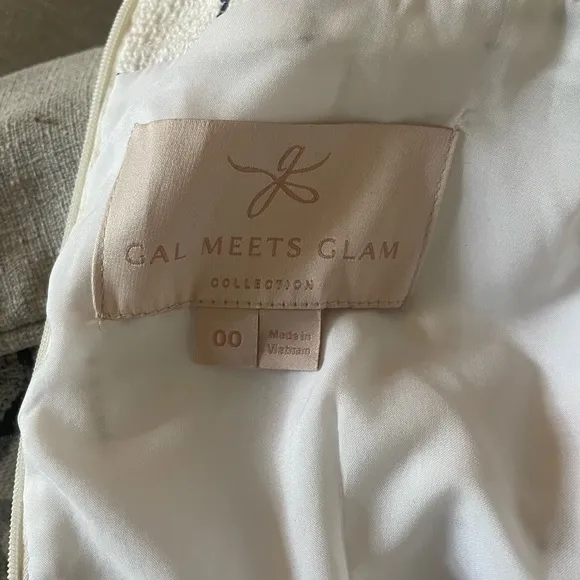 g
GAL MEETS GLAM
COLLECTION
00
Made in
Vietnam